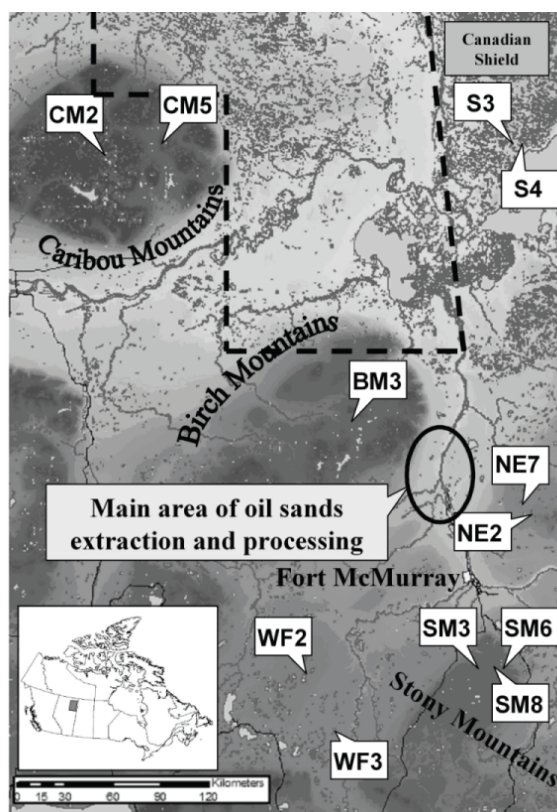 Canadian
Shield
CM2
CM5
S3
S4
Caribou Mountains
Birch Mountains
BM3
NE7
Main area of oil sands
extraction and processing
NE2
Fort McMurray
WF2
SM3
SM6
SM8
Stony Mountains
WF3
Kilometers
0 15 30 60 90 120